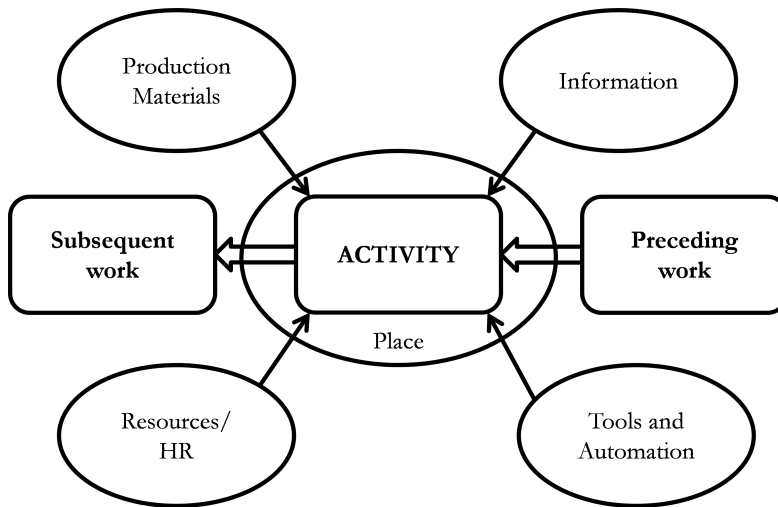 Production
Materials
Information
Subsequent
work
ACTIVITY
Preceding
work
Place
Resources/
HR
Tools and
Automation